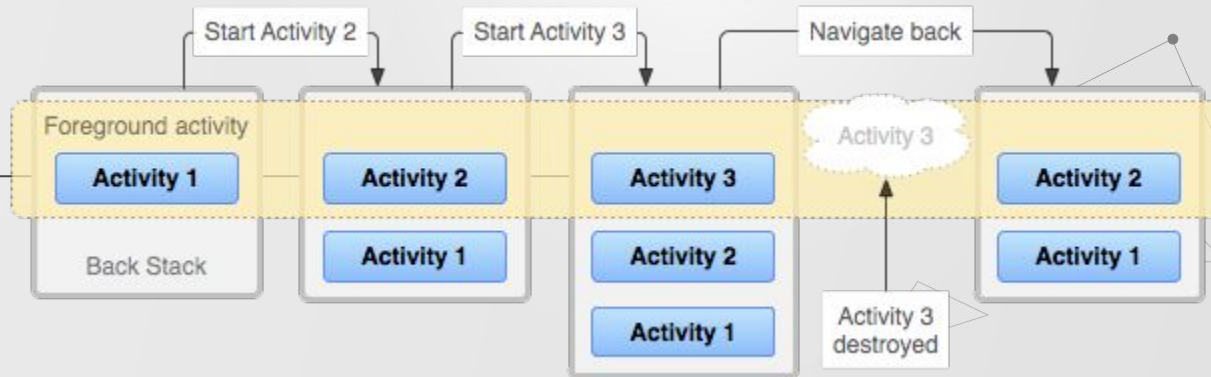 Start Activity 2
Start Activity 3
Navigate back
Foreground activity
Activity 1
Back Stack
Activity 2
Activity 1
Activity 3
Activity 2
Activity 1
Activity 3
Activity 3
destroyed
Activity 2
Activity 1